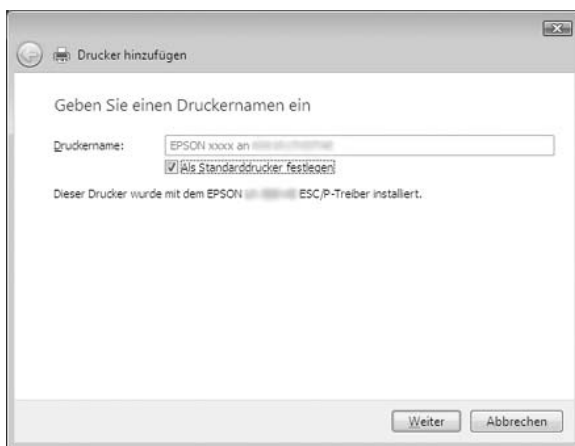 Drucker hinzufügen
Geben Sie einen Druckernamen ein
Druckername:
EPSON xxxx an
Als Standarddrucker festlegen
Dieser Drucker wurde mit dem EPSON ESC/P-Treiber installiert.
Weiter
Abbrechen